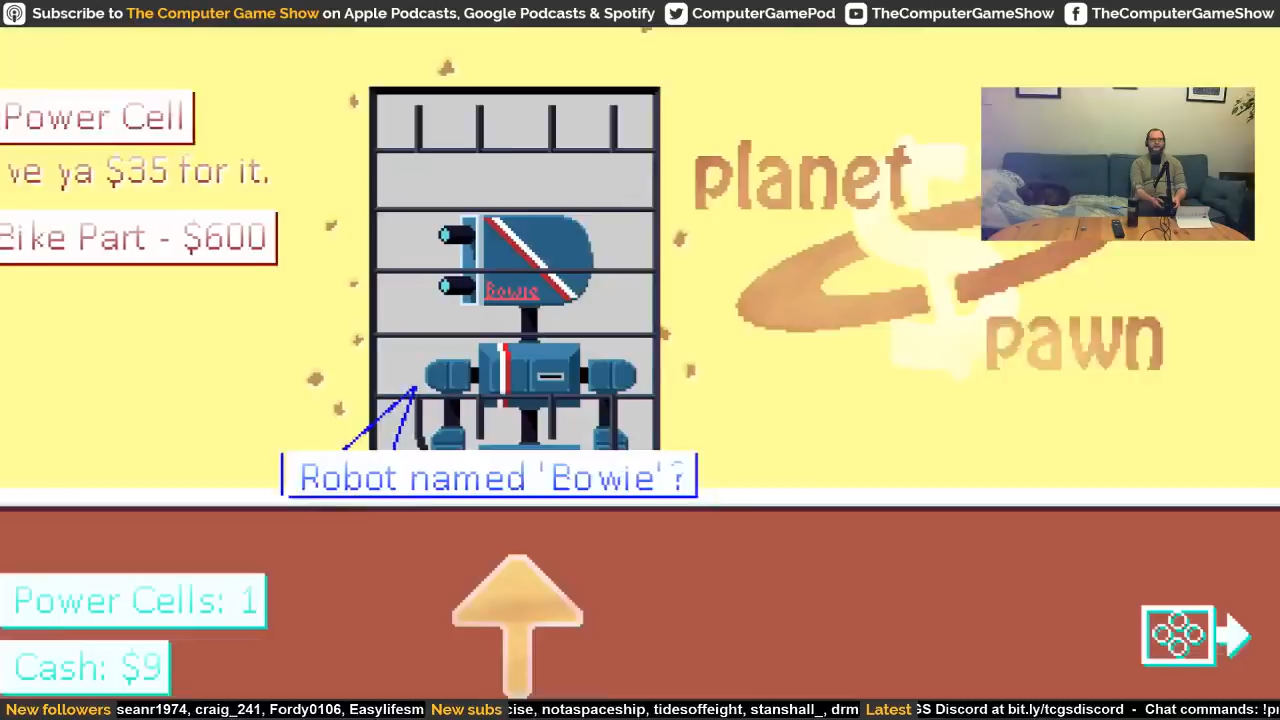 Subscribe to The Computer Game Show on Apple Podcasts, Google Podcasts & Spotify ComputerGamePod TheComputerGameShow TheComputerGameShow
Power Cell
ve ya $35 for it.
Bike Part - $600
planet
pawn
Bowie
Robot named 'Bowie'?
Power Cells: 1
Cash: $9
New followers seanr1974, craig_241, Fordy0106, Easylifesm New subs cise, notaspaceship, tidesofeight, stanshall_, drm Latest GS Discord at bit.ly/tcgsdiscord - Chat commands: !p